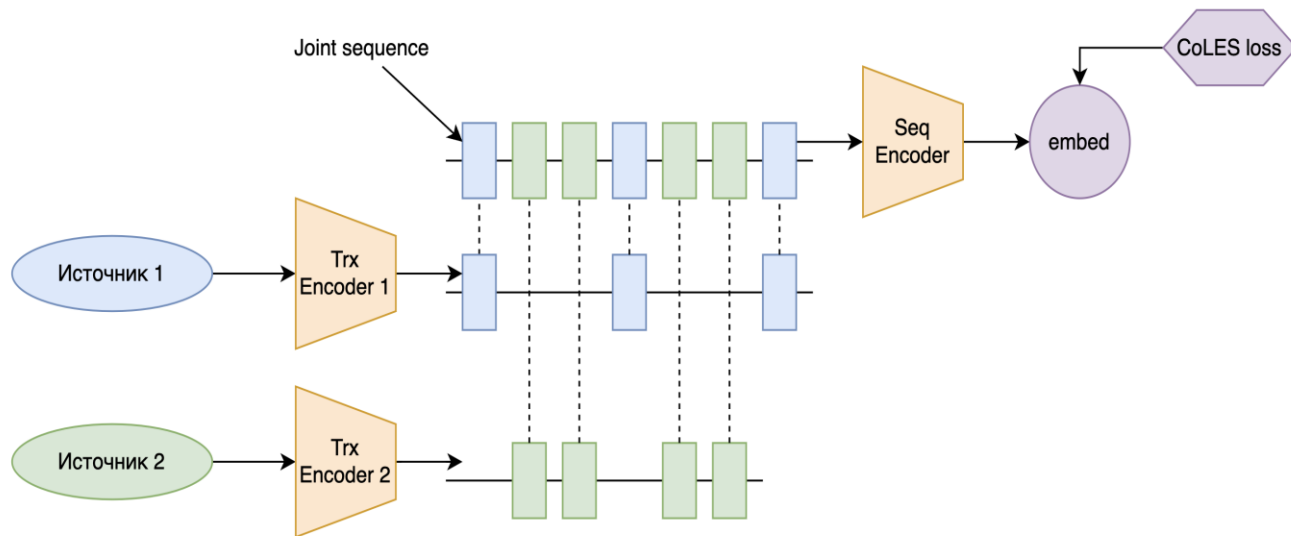 Joint sequence
CoLES loss
Seq
Encoder
embed
Источник 1
Trx
Encoder 1
Источник 2
Trx
Encoder 2